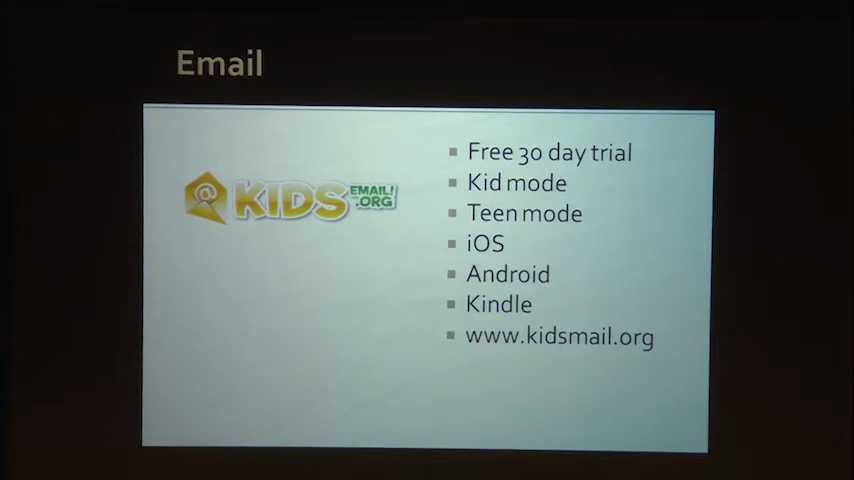 Email
KIDS EMAIL!
.ORG
Free 30 day trial
Kid mode
Teen mode
iOS
Android
Kindle
www.kidsmail.org